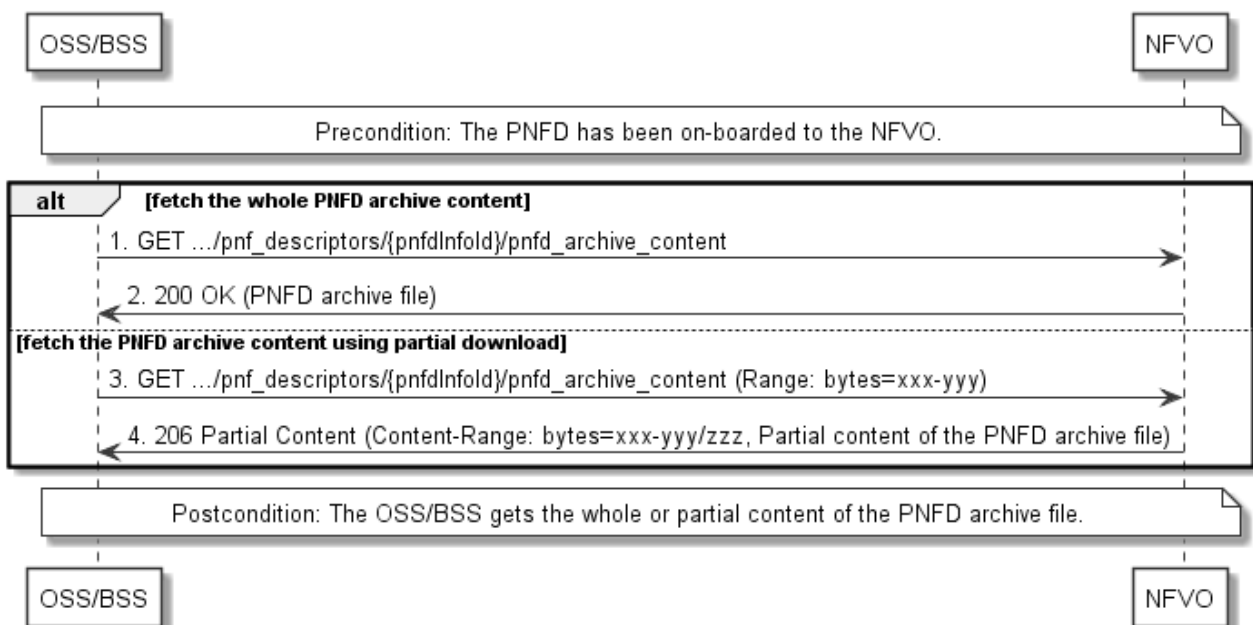 OSS/BSS
NFVO
Precondition: The PNFD has been on-boarded to the NFVO.
alt
[fetch the whole PNFD archive content]
1. GET .../pnf_descriptors/{pnfdInfoId}/pnfd_archive_content
2. 200 OK (PNFD archive file)
[fetch the PNFD archive content using partial download]
3. GET .../pnf_descriptors/{pnfdInfoId}/pnfd_archive_content (Range: bytes=xxx-yyy)
4. 206 Partial Content (Content-Range: bytes=xxx-yyy/zzz, Partial content of the PNFD archive file)
Postcondition: The OSS/BSS gets the whole or partial content of the PNFD archive file.
OSS/BSS
NFVO